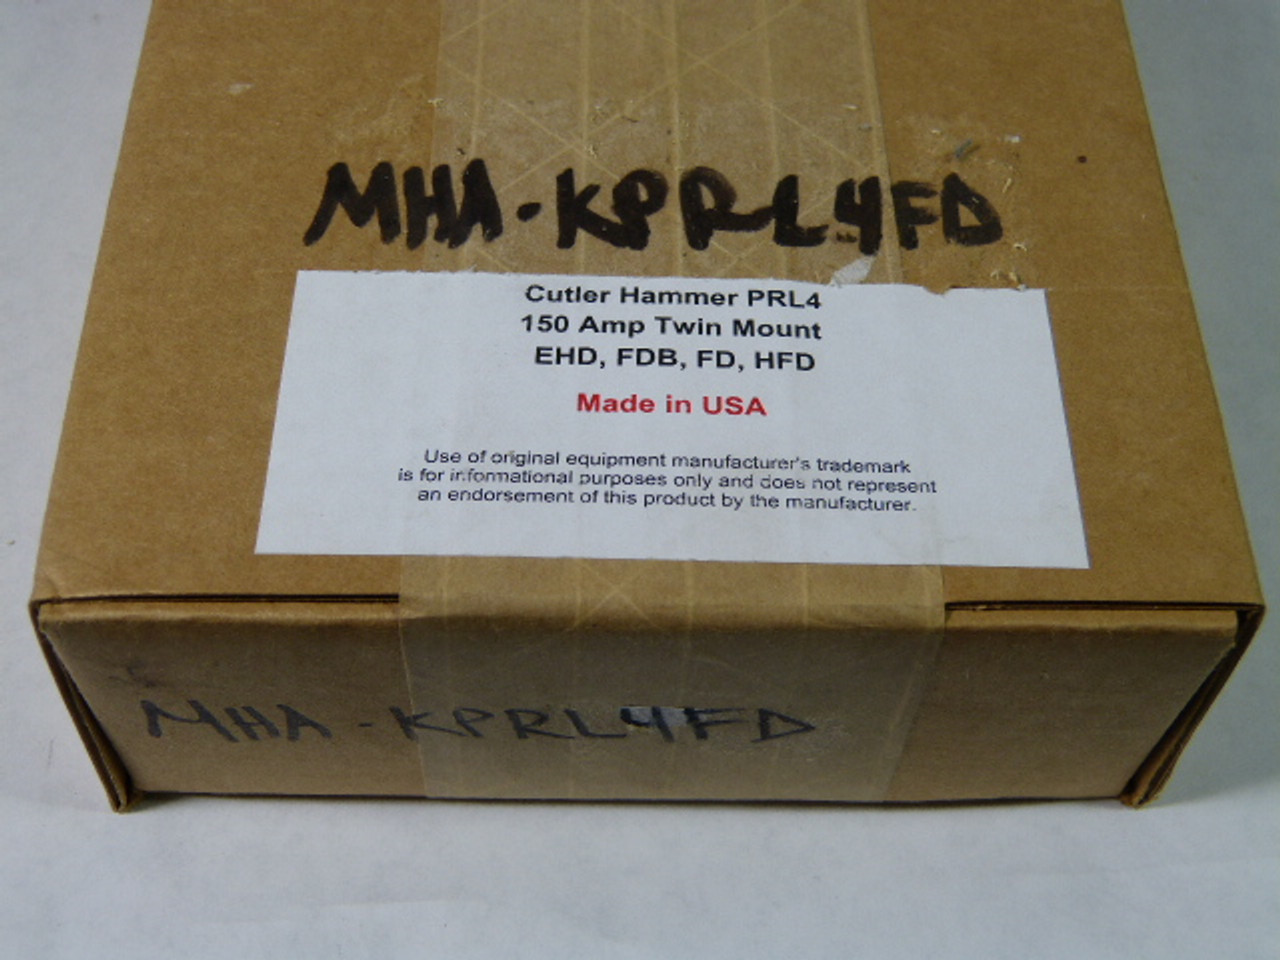 MHA-KPRL4FD
Cutler Hammer PRL4
150 Amp Twin Mount
EHD, FDB, FD, HFD
Made in USA
Use of original equipment manufacturer's trademark
is for informational purposes only and does not represent
an endorsement of this product by the manufacturer.
MHA-KPRL4FD